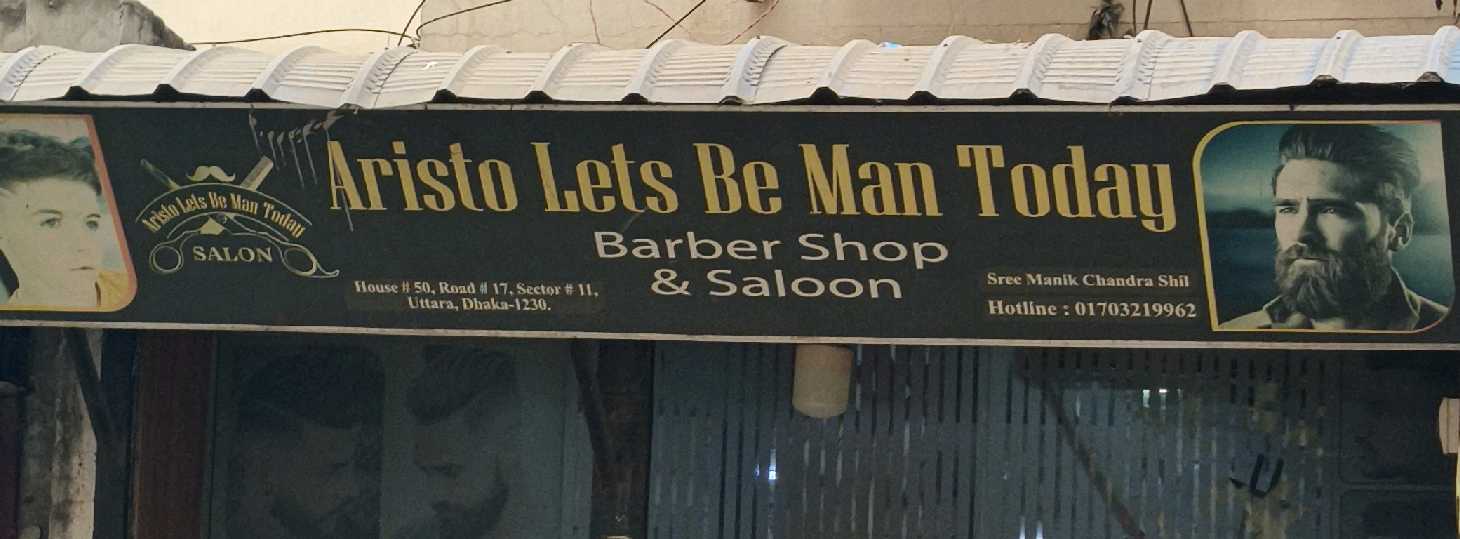 Aristo Lets Be Man Today
SALON
Aristo Lets Be Man Today
Barber Shop
& Saloon
House # 50, Road # 17, Sector # 11,
Uttara, Dhaka-1230.
Sree Manik Chandra Shil
Hotline : 01703219962